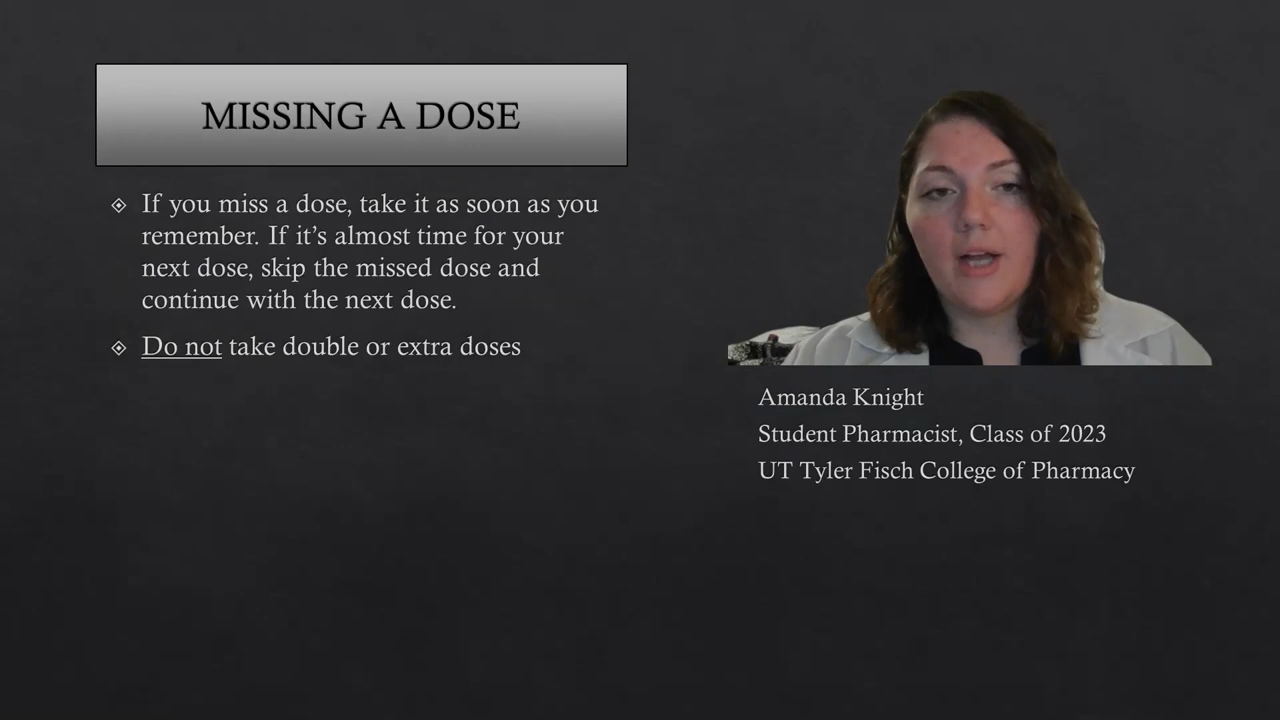 MISSING A DOSE
If you miss a dose, take it as soon as you
remember. If it's almost time for your
next dose, skip the missed dose and
continue with the next dose.
Do not take double or extra doses
Amanda Knight
Student Pharmacist, Class of 2023
UT Tyler Fisch College of Pharmacy